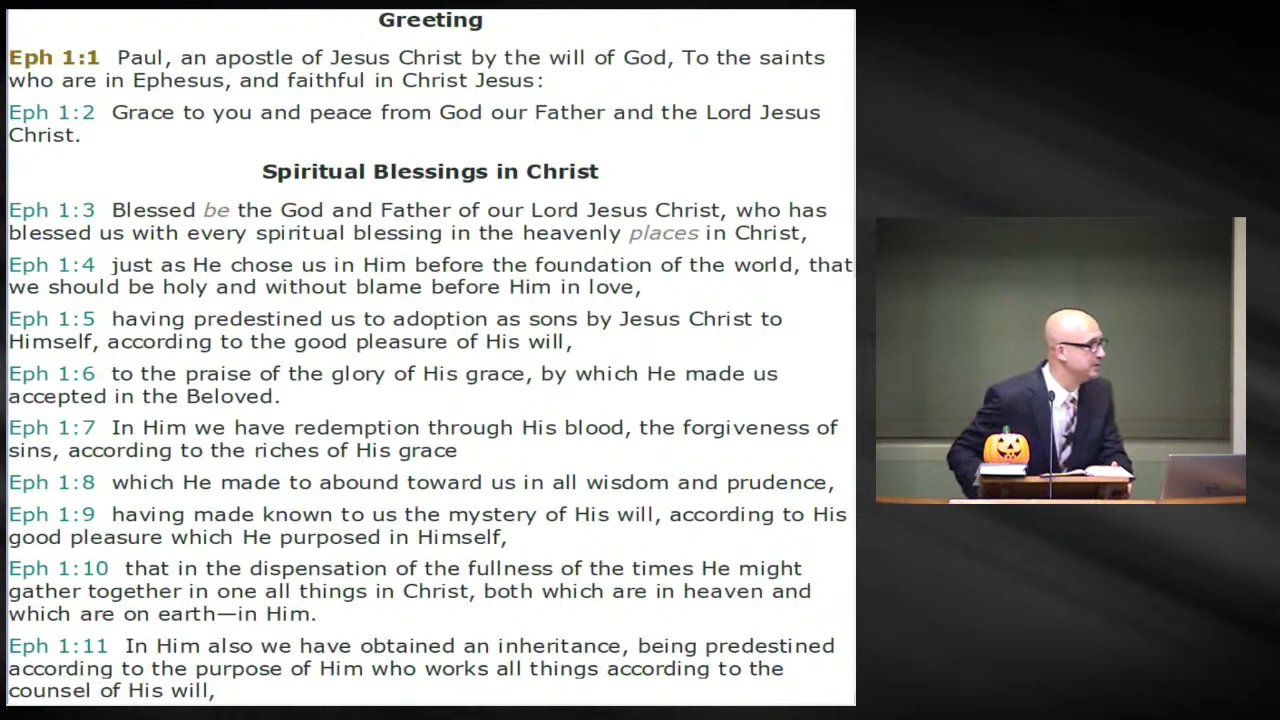 Greeting
Eph 1:1 Paul, an apostle of Jesus Christ by the will of God, To the saints
who are in Ephesus, and faithful in Christ Jesus:
Eph 1:2 Grace to you and peace from God our Father and the Lord Jesus
Christ.
Spiritual Blessings in Christ
Eph 1:3 Blessed be the God and Father of our Lord Jesus Christ, who has
blessed us with every spiritual blessing in the heavenly places in Christ,
Eph 1:4 just as He chose us in Him before the foundation of the world, that
we should be holy and without blame before Him in love,
Eph 1:5 having predestined us to adoption as sons by Jesus Christ to
Himself, according to the good pleasure of His will,
Eph 1:6 to the praise of the glory of His grace, by which He made us
accepted in the Beloved.
Eph 1:7 In Him we have redemption through His blood, the forgiveness of
sins, according to the riches of His grace
Eph 1:8 which He made to abound toward us in all wisdom and prudence,
Eph 1:9 having made known to us the mystery of His will, according to His
good pleasure which He purposed in Himself,
Eph 1:10 that in the dispensation of the fullness of the times He might
gather together in one all things in Christ, both which are in heaven and
which are on earth—in Him.
Eph 1:11 In Him also we have obtained an inheritance, being predestined
according to the purpose of Him who works all things according to the
counsel of His will,